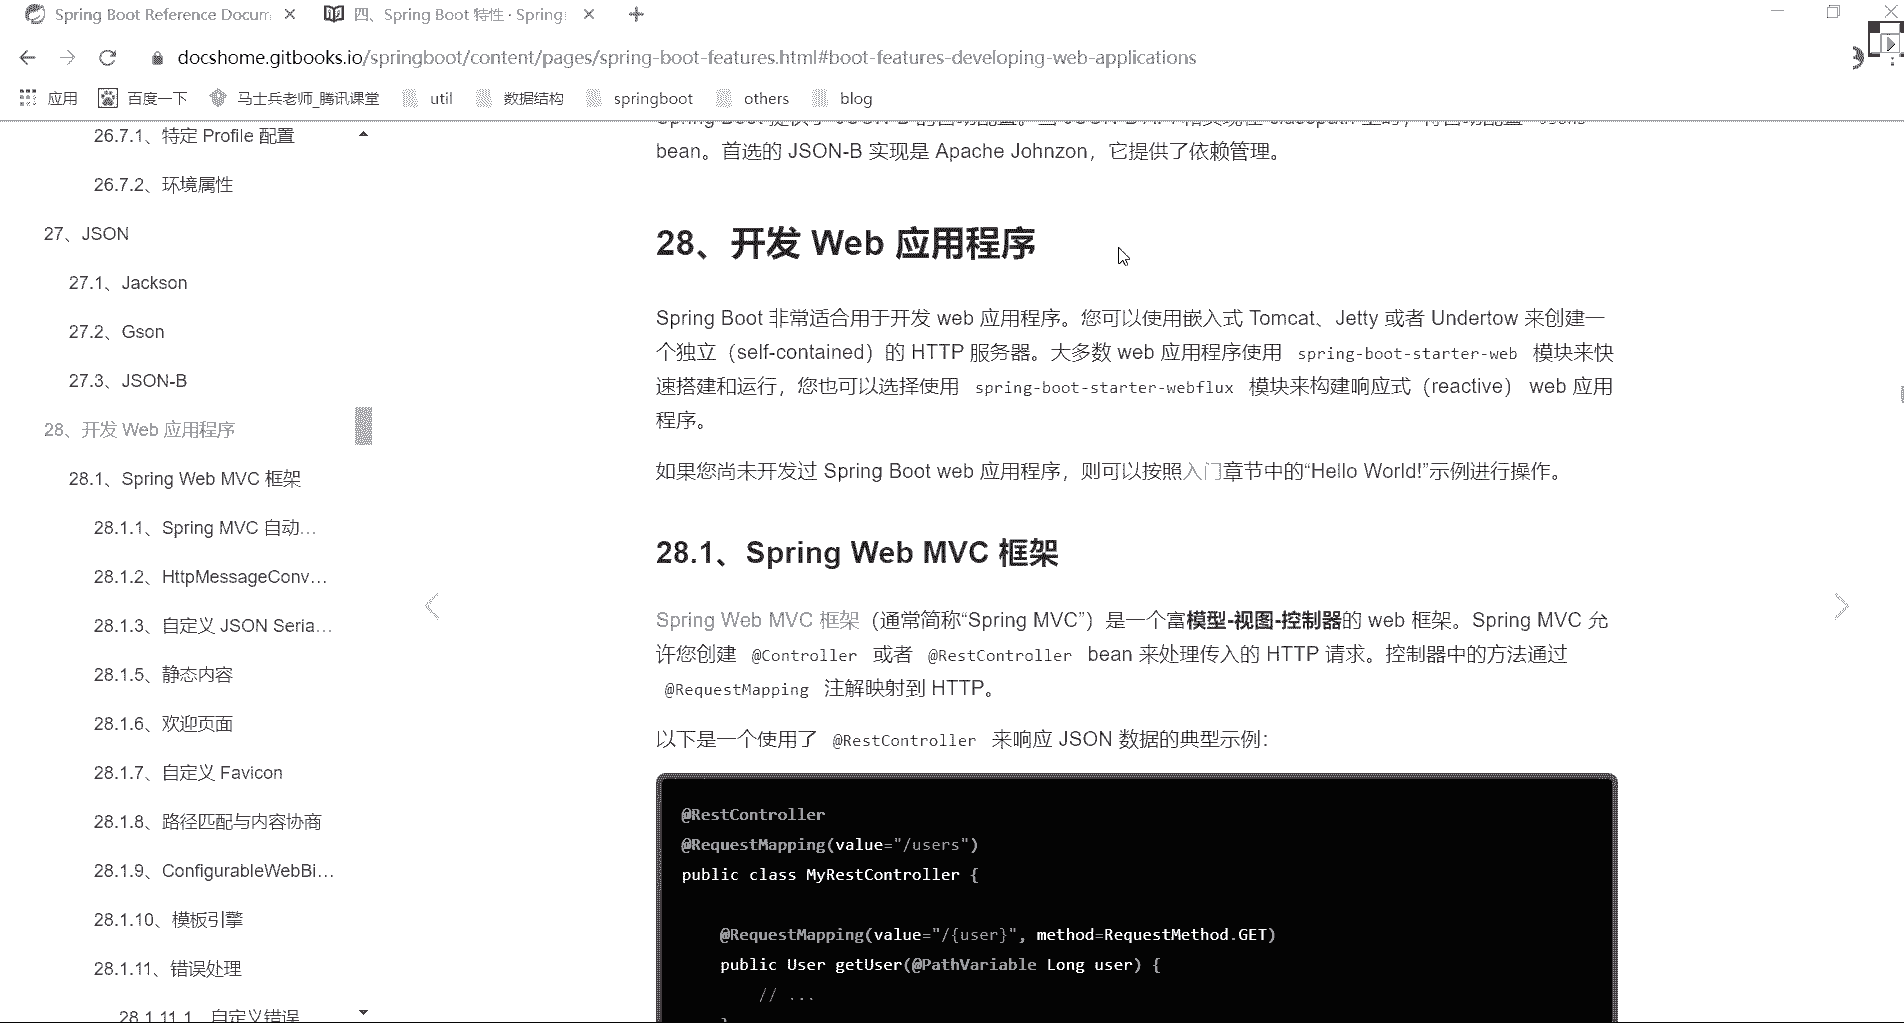 Spring Boot Reference Docum
四、Spring Boot 特性 · Spring
docshome.gitbooks.io/springboot/content/pages/spring-boot-features.html#boot-features-developing-web-applications
应用
百度一下
马士兵老师_腾讯课堂
util
数据结构
springboot
others
blog
26.7.1、特定 Profile 配置
26.7.2、环境属性
27、JSON
27.1、Jackson
27.2、Gson
27.3、JSON-B
28、开发 Web 应用程序
28.1、Spring Web MVC 框架
28.1.1、Spring MVC 自动…
28.1.2、HttpMessageConv…
28.1.3、自定义 JSON Seria…
28.1.5、静态内容
28.1.6、欢迎页面
28.1.7、自定义 Favicon
28.1.8、路径匹配与内容协商
28.1.9、ConfigurableWebBi…
28.1.10、模板引擎
28.1.11、错误处理
28.1.11.1、自定义错误
bean。首选的 JSON-B 实现是 Apache Johnzon，它提供了依赖管理。
28、开发 Web 应用程序
Spring Boot 非常适合用于开发 web 应用程序。您可以使用嵌入式 Tomcat、Jetty 或者 Undertow 来创建一
个独立（self-contained）的 HTTP 服务器。大多数 web 应用程序使用 spring-boot-starter-web 模块来快
速搭建和运行，您也可以选择使用 spring-boot-starter-webflux 模块来构建响应式（reactive） web 应用
程序。
如果您尚未开发过 Spring Boot web 应用程序，则可以按照入门章节中的“Hello World!”示例进行操作。
28.1、Spring Web MVC 框架
Spring Web MVC 框架（通常简称“Spring MVC”）是一个富模型-视图-控制器的 web 框架。Spring MVC 允
许您创建 @Controller 或者 @RestController bean 来处理传入的 HTTP 请求。控制器中的方法通过
@RequestMapping 注解映射到 HTTP。
以下是一个使用了 @RestController 来响应 JSON 数据的典型示例：
@RestController
@RequestMapping(value="/users")
public class MyRestController {
@RequestMapping(value="/{user}", method=RequestMethod.GET)
public User getUser(@PathVariable Long user) {
// ...